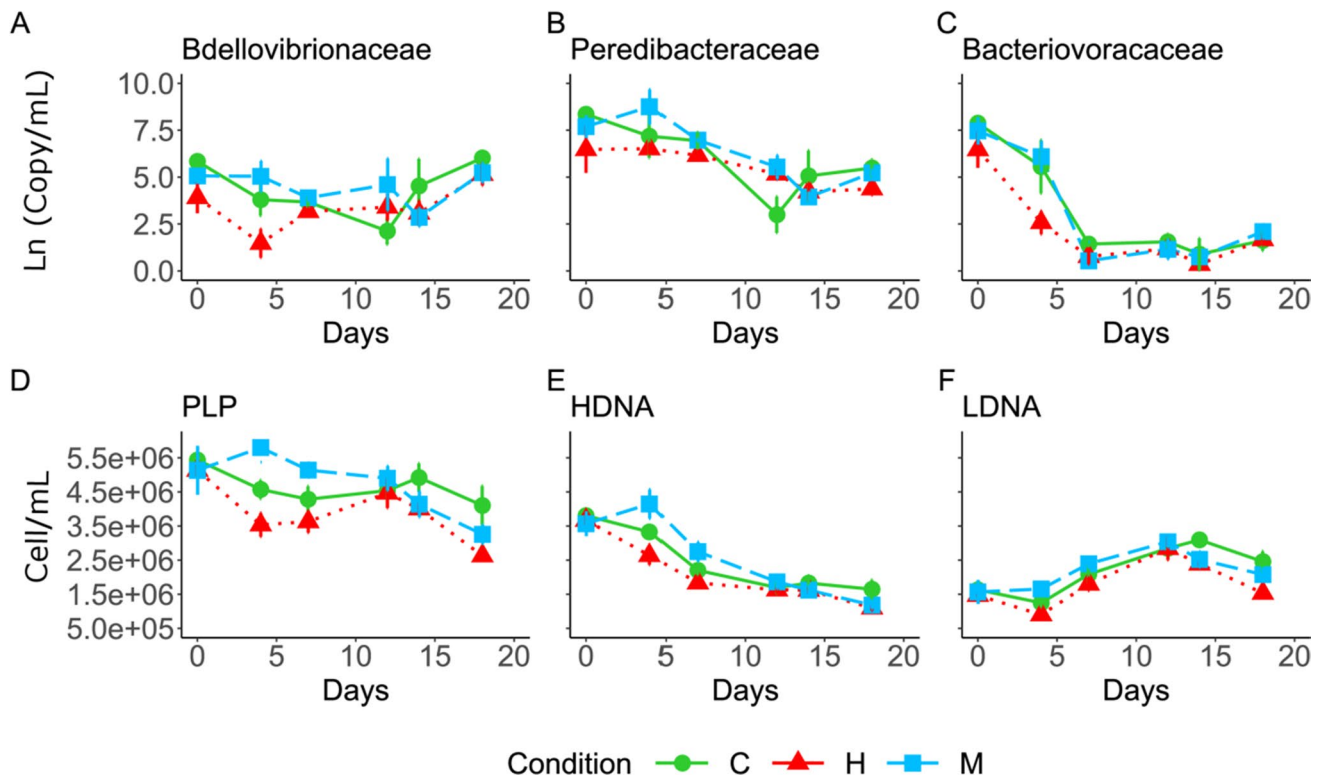 A
Bdellovibrionaceae
B
Peredibacteraceae
C
Bacteriovoracaceae
Ln (Copy/mL)
10.0
7.5
5.0
2.5
0.0
0 5 10 15 20
0 5 10 15 20
0 5 10 15 20
Days
Days
Days
D
PLP
E
HDNA
F
LDNA
Cell/mL
5.5e+06
4.5e+06
3.5e+06
2.5e+06
1.5e+06
5.0e+05
0 5 10 15 20
0 5 10 15 20
0 5 10 15 20
Days
Days
Days
Condition C H M